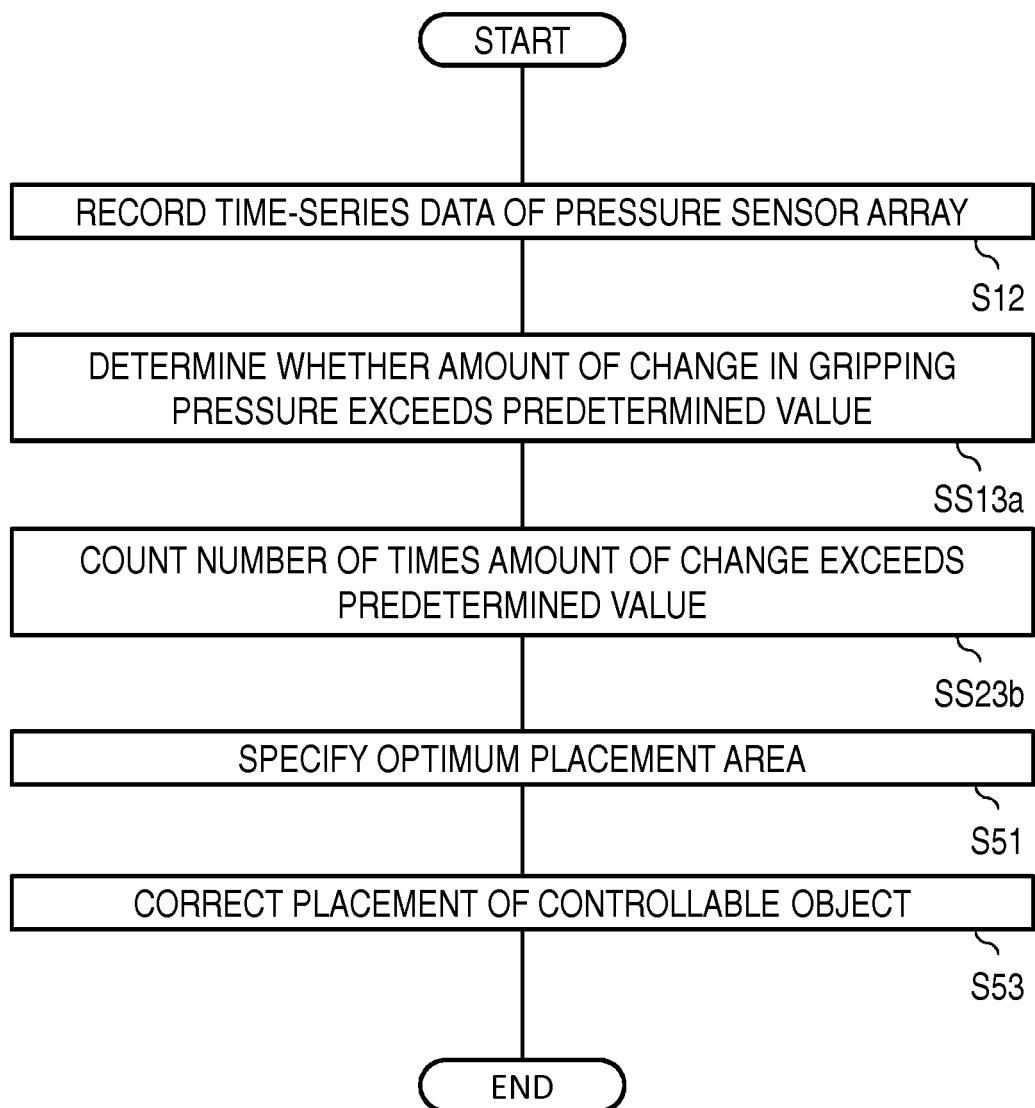 START
RECORD TIME-SERIES DATA OF PRESSURE SENSOR ARRAY
S12
DETERMINE WHETHER AMOUNT OF CHANGE IN GRIPPING
PRESSURE EXCEEDS PREDETERMINED VALUE
SS13a
COUNT NUMBER OF TIMES AMOUNT OF CHANGE EXCEEDS
PREDETERMINED VALUE
SS23b
SPECIFY OPTIMUM PLACEMENT AREA
S51
CORRECT PLACEMENT OF CONTROLLABLE OBJECT
S53
END